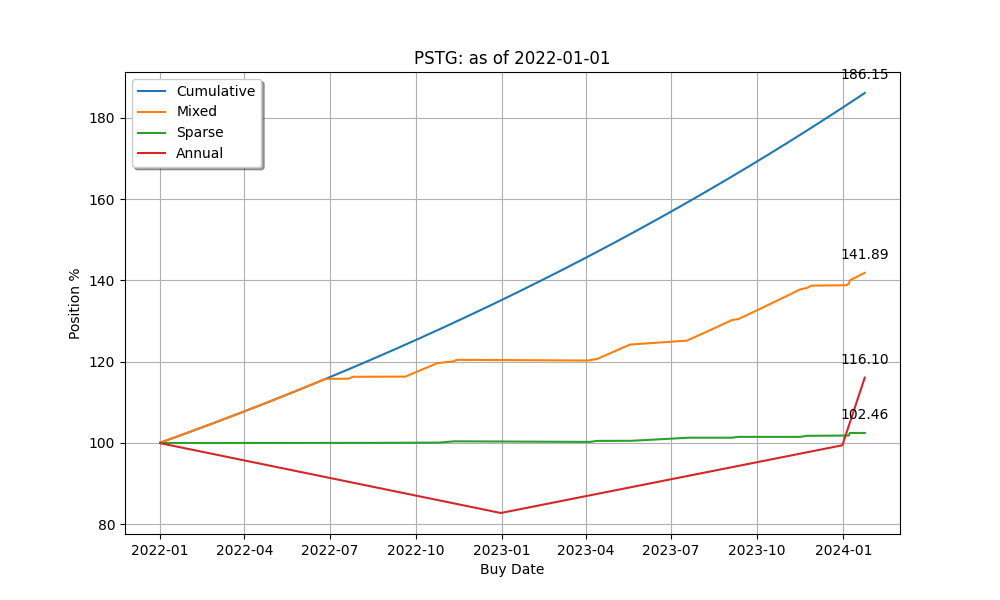 PSTG: as of 2022-01-01
Cumulative
Mixed
Sparse
Annual
186.15
141.89
116.10
102.46
Position %
180
160
140
120
100
80
2022-01 2022-04 2022-07 2022-10 2023-01 2023-04 2023-07 2023-10 2024-01
Buy Date